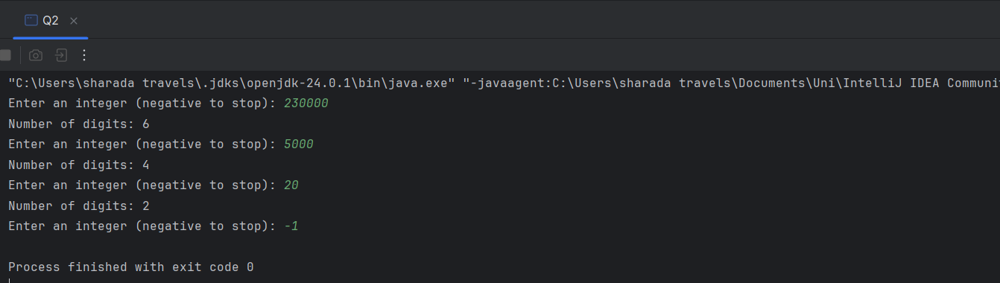 Q2
"C:\Users\sharada travels\.jdks\openjdk-24.0.1\bin\java.exe" "-javaagent:C:\Users\sharada travels\Documents\Uni\IntelliJ IDEA Communi
Enter an integer (negative to stop): 230000
Number of digits: 6
Enter an integer (negative to stop): 5000
Number of digits: 4
Enter an integer (negative to stop): 20
Number of digits: 2
Enter an integer (negative to stop): -1
Process finished with exit code 0